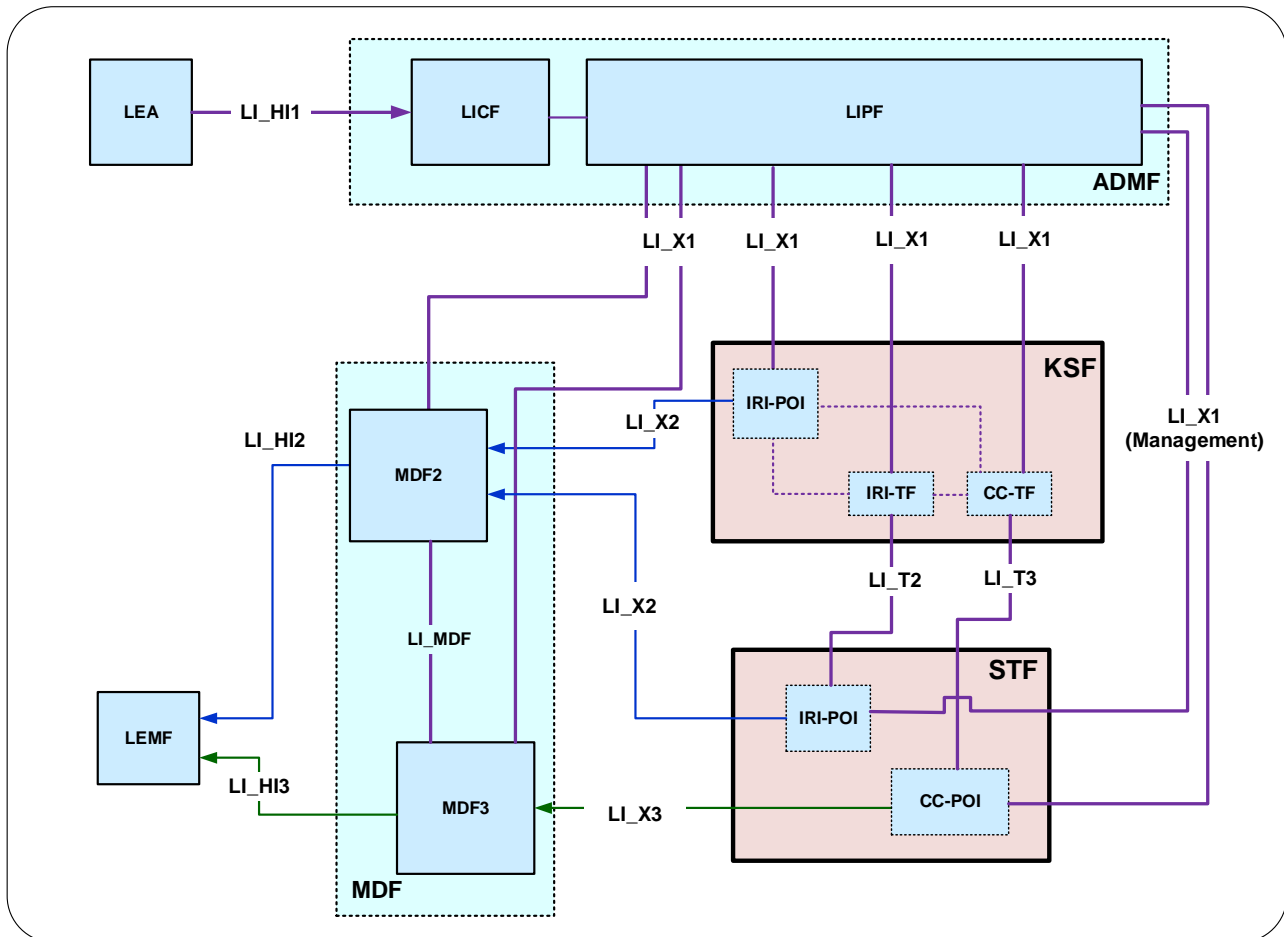 LEA
LI_HI1
LICF
LIPF
ADMF
LI_X1
LI_X1
LI_X1
LI_X1
KSF
IRI-POI
LI_X1
(Management)
LI_X2
LI_HI2
MDF2
IRI-TF
CC-TF
LI_T2
LI_T3
LI_X2
LI_MDF
STF
IRI-POI
LEMF
LI_HI3
MDF3
LI_X3
CC-POI
MDF